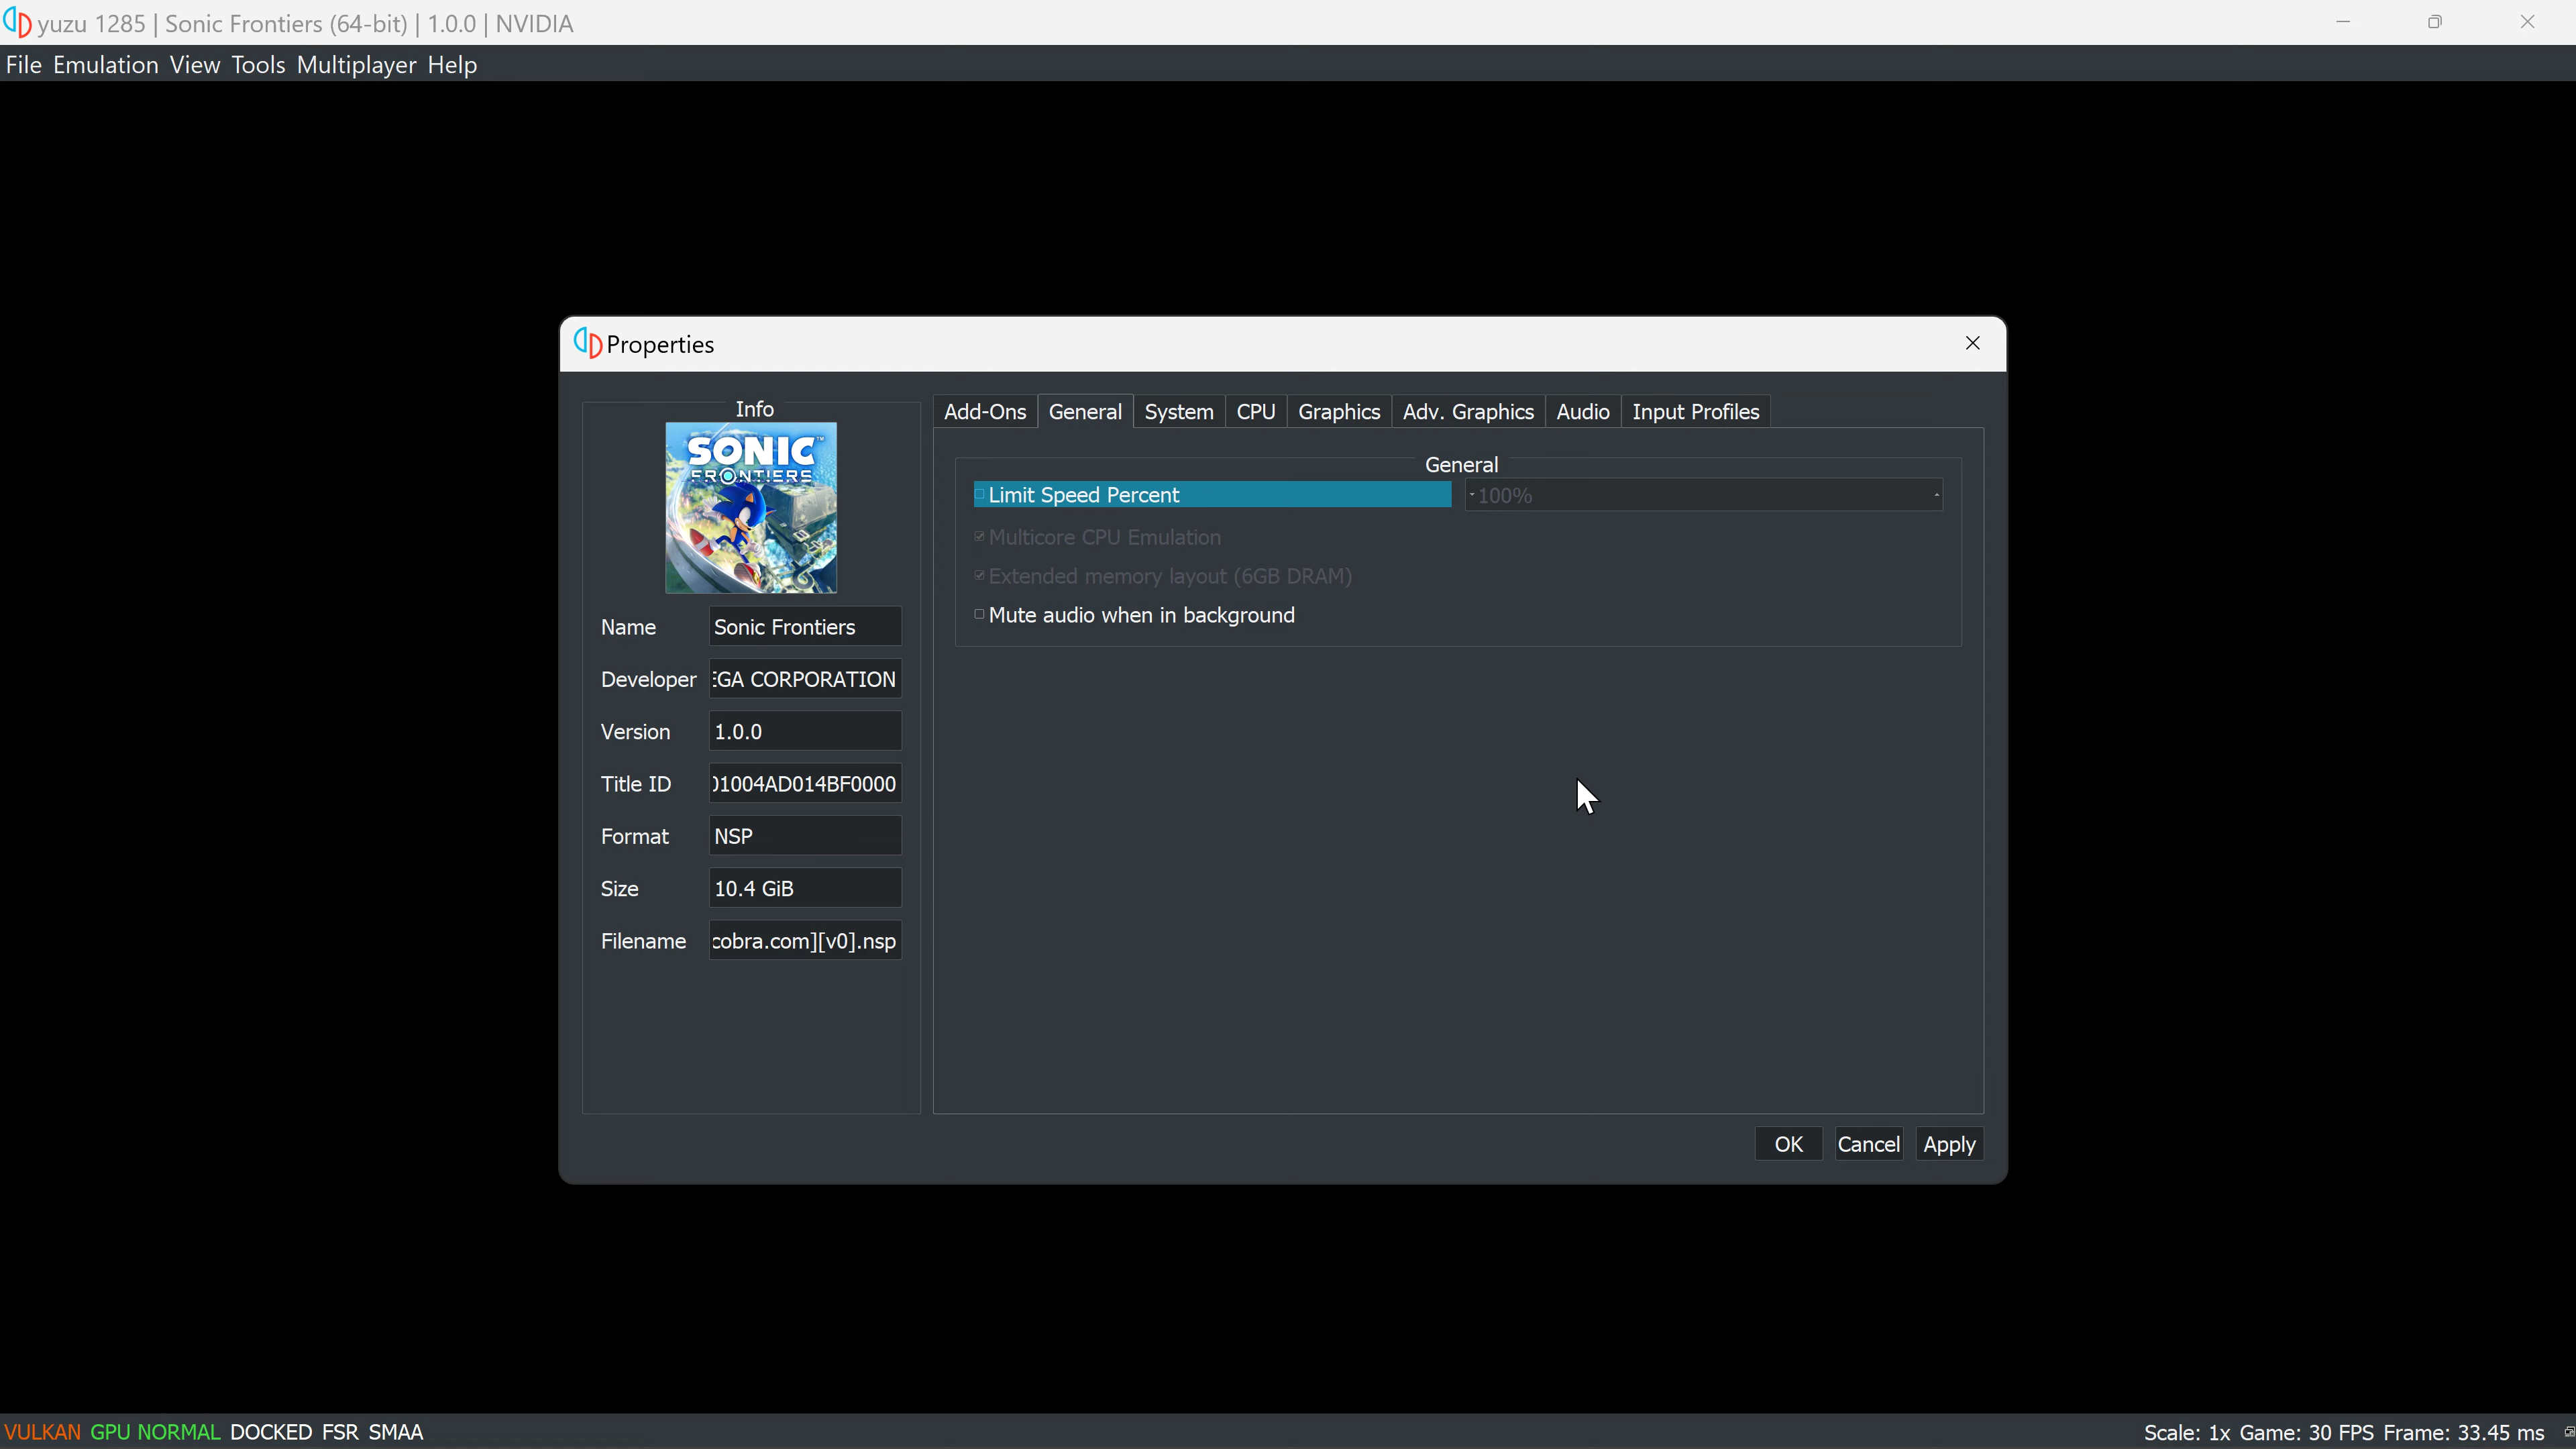 yuzu 1285 | Sonic Frontiers (64-bit) | 1.0.0 | NVIDIA
File Emulation View Tools Multiplayer Help
Properties
Info
SONIC
FRONTIERS
Name Sonic Frontiers
Developer EGA CORPORATION
Version 1.0.0
Title ID 01004AD014BF0000
Format NSP
Size 10.4 GiB
Filename cobra.com][v0].nsp
Add-Ons General System CPU Graphics Adv. Graphics Audio Input Profiles
General
Limit Speed Percent 100%
Multicore CPU Emulation
Extended memory layout (6GB DRAM)
Mute audio when in background
OK Cancel Apply
VULKAN GPU NORMAL DOCKED FSR SMAA Scale: 1x Game: 30 FPS Frame: 33.45 ms